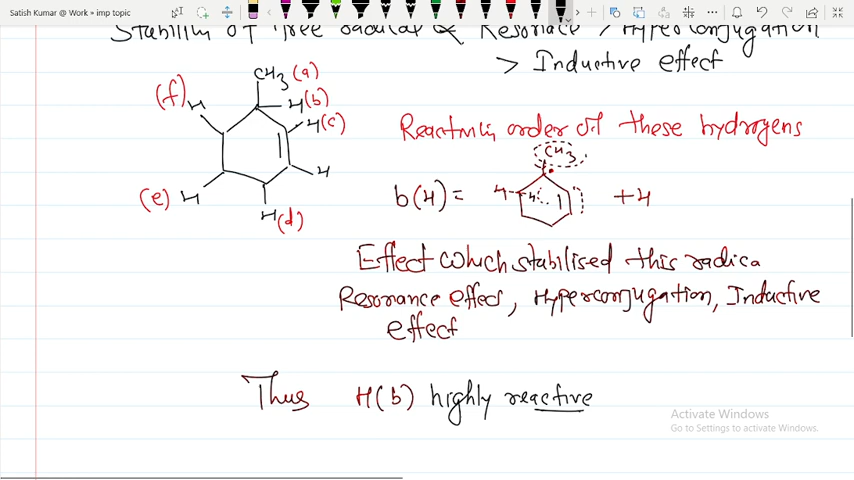 Satish Kumar @ Work » imp topic
Stability of free radical ∝ Resonance > Hyperconjugation
> Inductive effect
CH3 (a)
(f) H
H (b)
H (c)
H
(e) H
H (d)
Reactivity order of these hydrogens
CH3
b(H) = H H + H
Effect which stabilised this radica
Resonance effect, Hyperconjugation, Inductive
effect
Thus H(b) highly reactive
Activate Windows
Go to Settings to activate Windows.